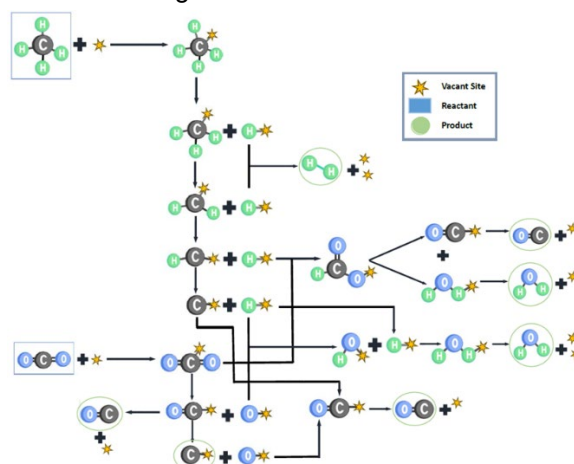 H
H C H + C
H H H H
Vacant Site
Reactant
Product
C H + H
H H
H H +
H C H + H
O C O C +
O
H C + H C +
H O O O
H H H H +
C + H
O + H O O
H H H H H +
O C O + O C O
O C O C + O O C O C +
+
C + O